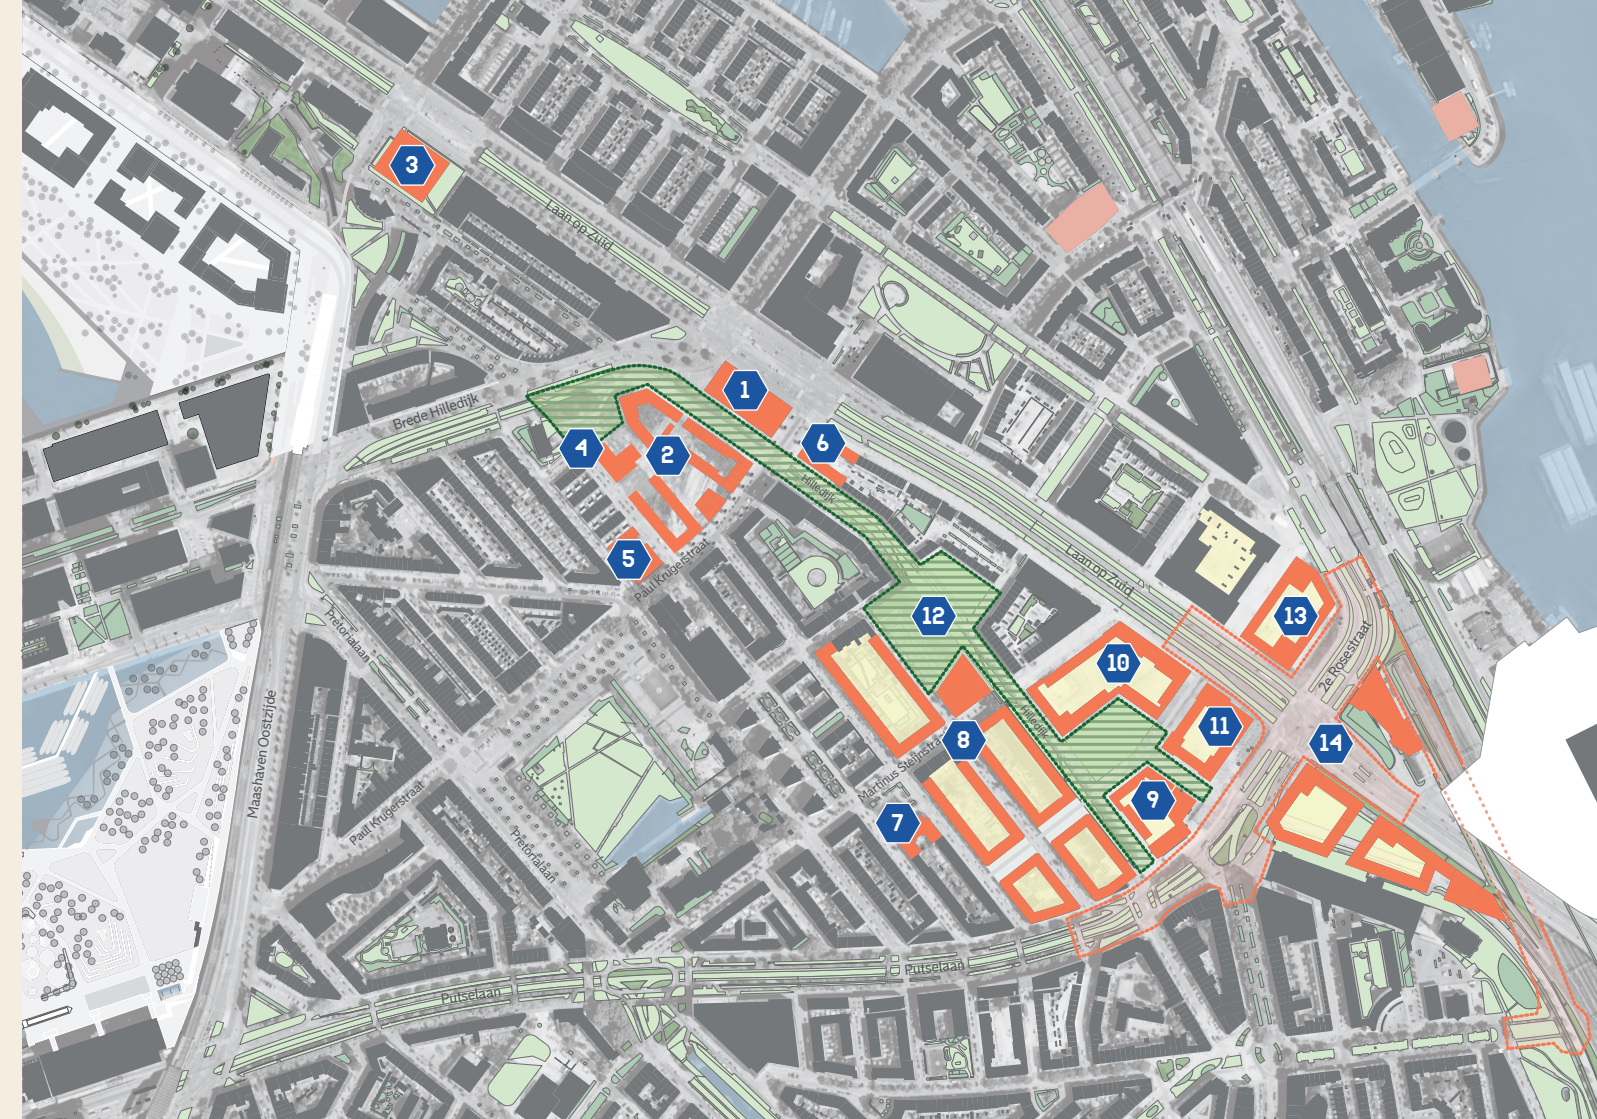 3
Laan op Zuid
1
Brede Hilledijk
6
4
2
Hilledijk
5
Paul Krugerstraat
Laan op Zuid
12
13
Pretorialaan
10
2e Rosestraat
Maashaven Oostzijde
Hilledijk
11
8
14
Martinus Steijnstraat
9
Paul Krugerstraat
7
Pretorialaan
Putselaan
Putselaan